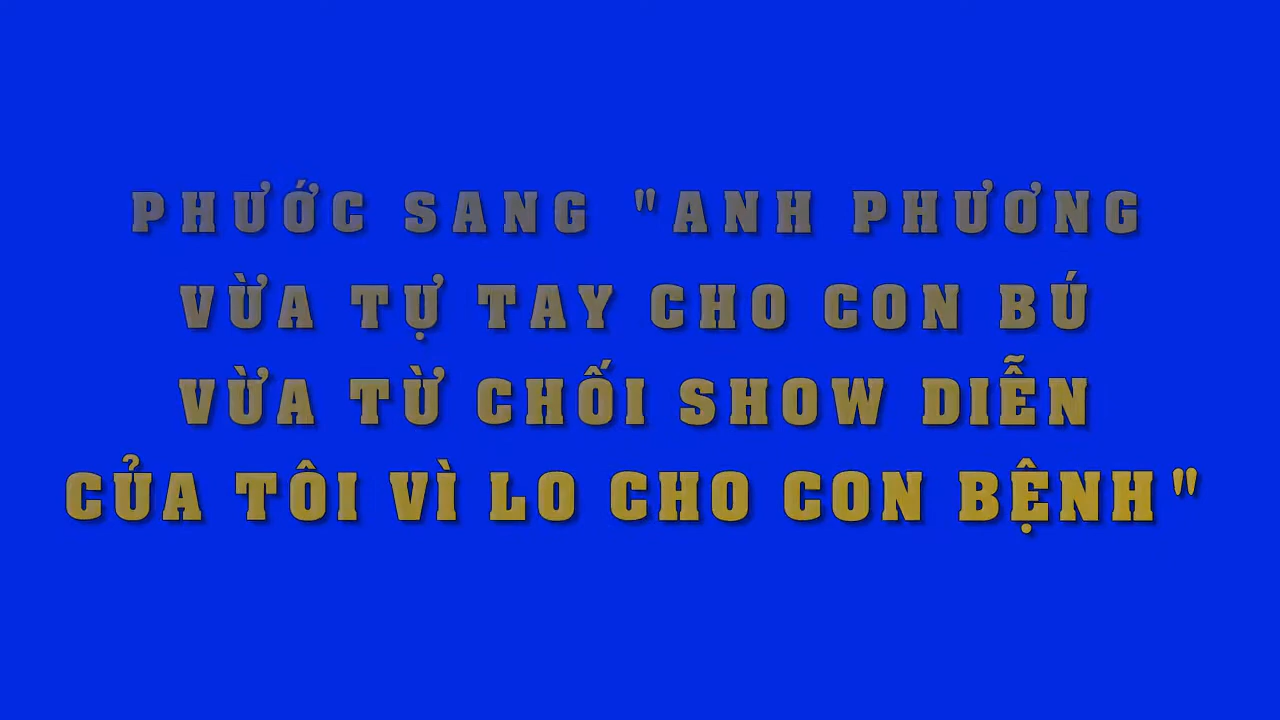 PHƯỚC SANG "ANH PHƯƠNG
VỪA TỰ TAY CHO CON BÚ
VỪA TỪ CHỐI SHOW DIỄN
CỦA TÔI VÌ LO CHO CON BỆNH"